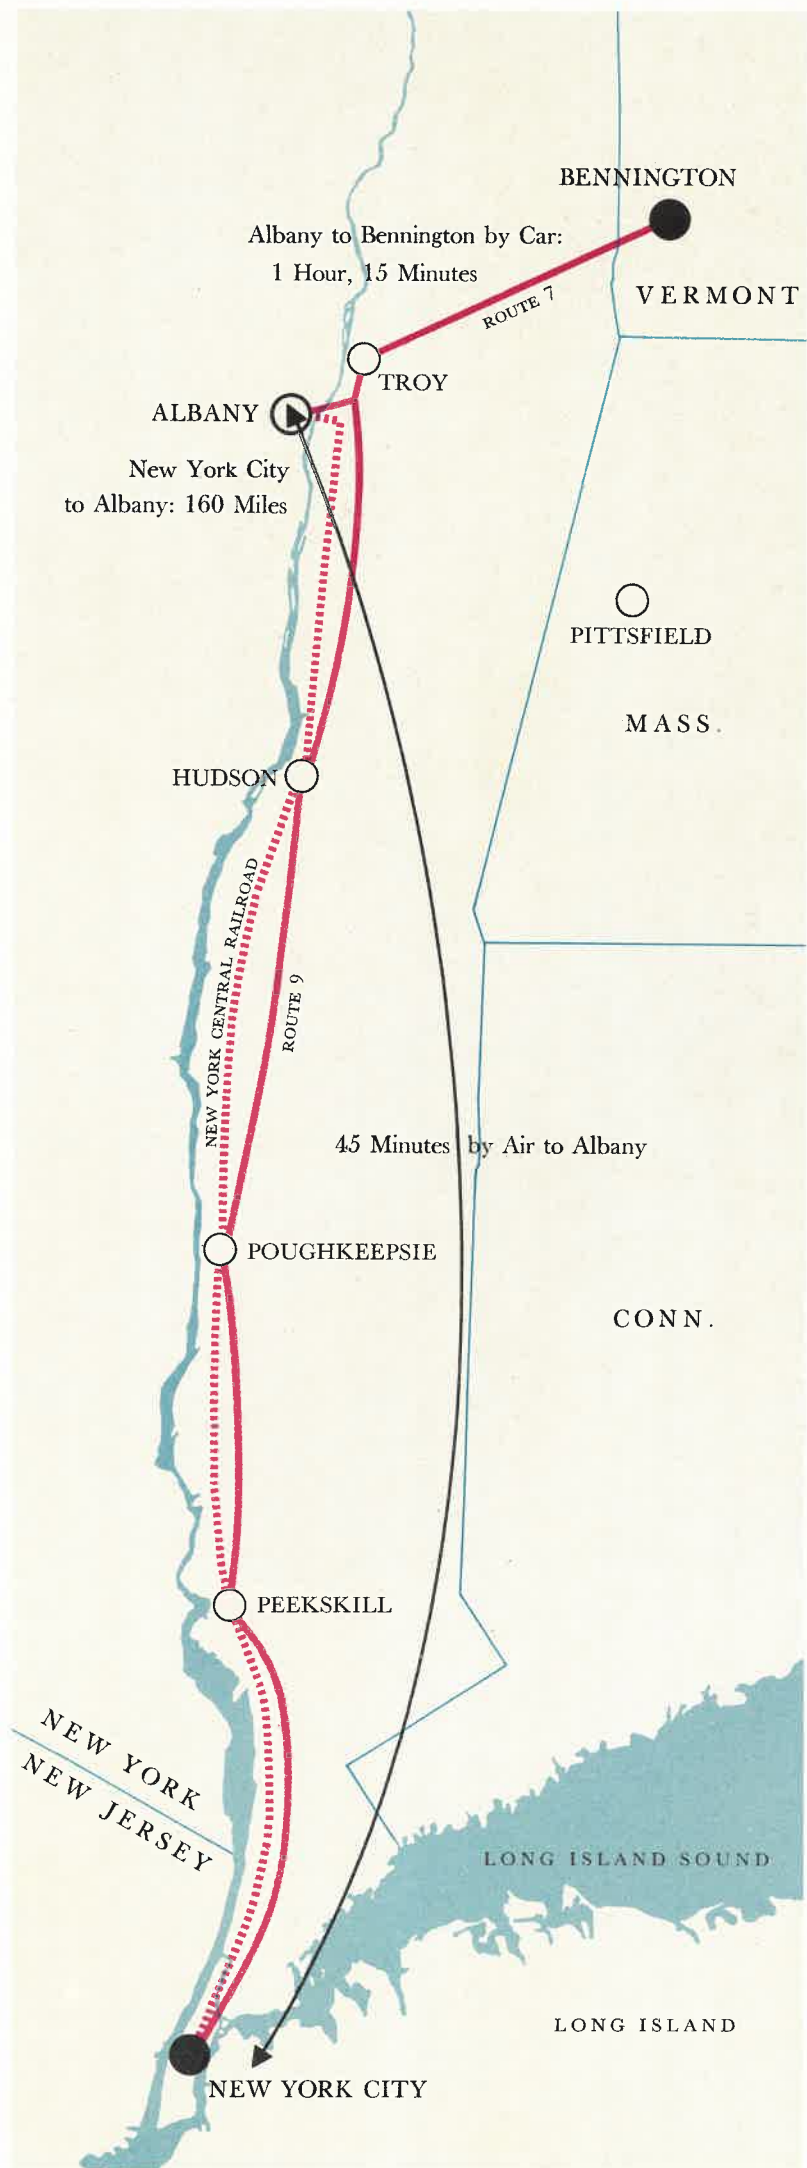 BENNINGTON
Albany to Bennington by Car:
1 Hour, 15 Minutes
VERMONT
ROUTE 7
TROY
ALBANY
New York City
to Albany: 160 Miles
PITTSFIELD
MASS.
HUDSON
NEW YORK CENTRAL RAILROAD
ROUTE 9
45 Minutes by Air to Albany
POUGHKEEPSIE
CONN.
PEEKSKILL
NEW YORK
NEW JERSEY
LONG ISLAND SOUND
LONG ISLAND
NEW YORK CITY